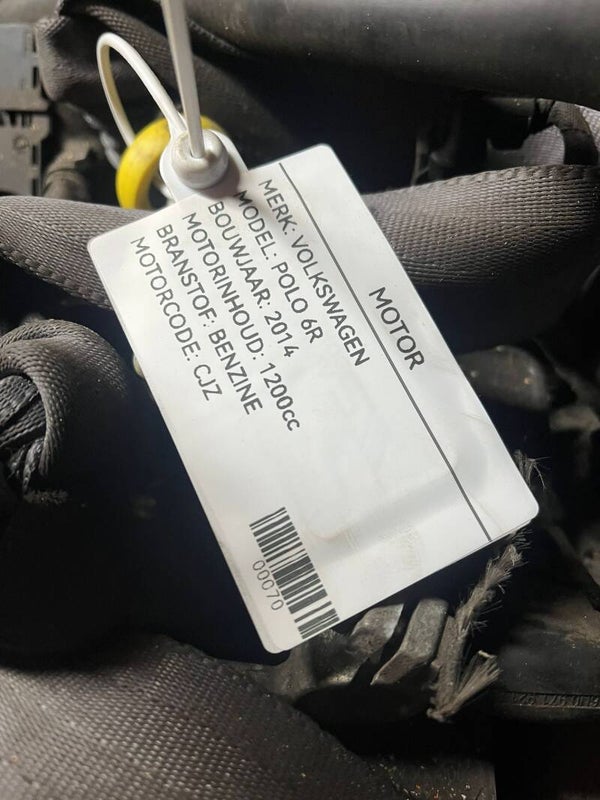 MOTOR
MERK: VOLKSWAGEN
MODEL: POLO 6R
BOUWJAAR: 2014
MOTORINHOUD: 1200cc
BRANSTOF: BENZINE
MOTORCODE: CJZ
00070